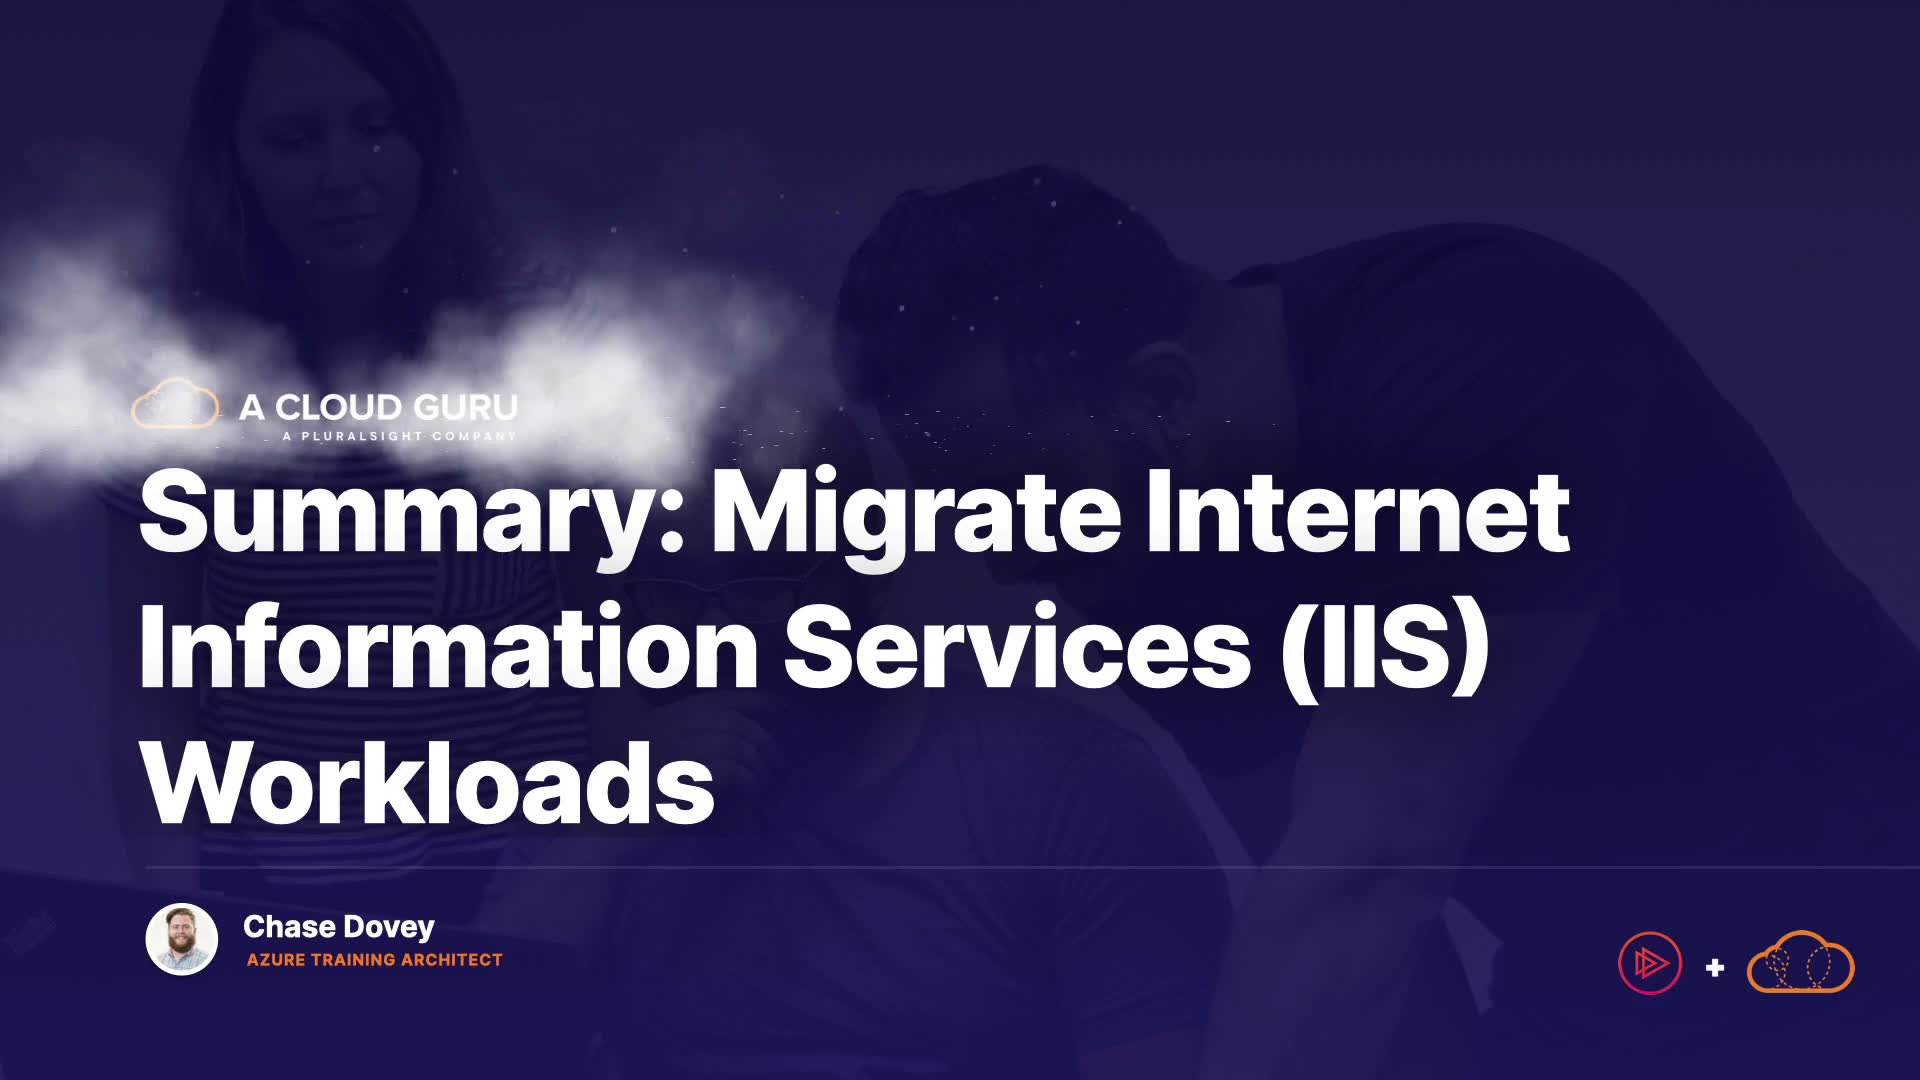 A CLOUD GURU
A PLURALSIGHT COMPANY
Summary: Migrate Internet
Information Services (IIS)
Workloads
Chase Dovey
AZURE TRAINING ARCHITECT
+